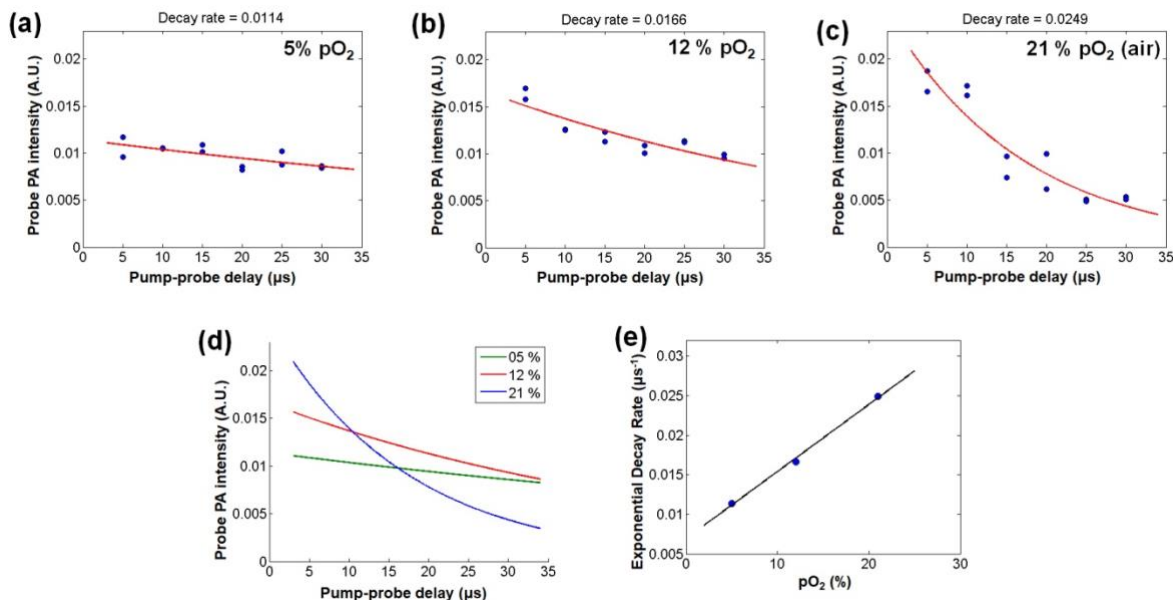 (a)
Decay rate = 0.0114
5% pO2
0.02
0.015
0.01
0.005
0
Probe PA intensity (A.U.)
0 5 10 15 20 25 30 35
Pump-probe delay (µs)
(b)
Decay rate = 0.0166
12 % pO2
0.02
0.015
0.01
0.005
0
Probe PA intensity (A.U.)
0 5 10 15 20 25 30 35
Pump-probe delay (µs)
(c)
Decay rate = 0.0249
21 % pO2 (air)
0.02
0.015
0.01
0.005
0
Probe PA intensity (A.U.)
0 5 10 15 20 25 30 35
Pump-probe delay (µs)
(d)
05 %
12 %
21 %
0.02
0.015
0.01
0.005
0
Probe PA intensity (A.U.)
0 5 10 15 20 25 30 35
Pump-probe delay (µs)
(e)
0.03
0.025
0.02
0.015
0.01
0.005
Exponential Decay Rate (µs-1)
0 10 20 30
pO2 (%)